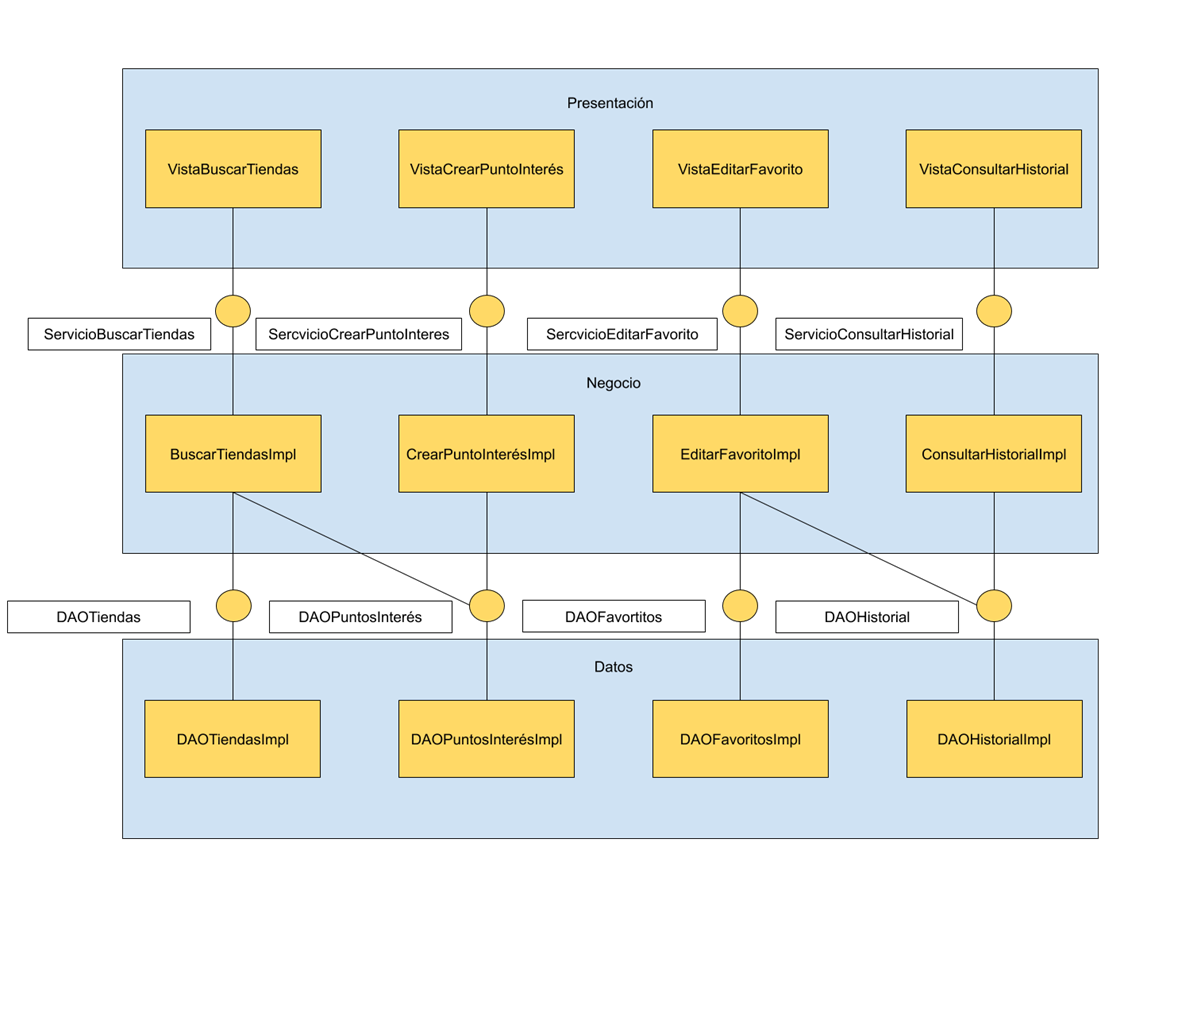 Presentación
VistaBuscarTiendas
VistaCrearPuntoInterés
VistaEditarFavorito
VistaConsultarHistorial
ServicioBuscarTiendas
SercvicioCrearPuntoInteres
SercvicioEditarFavorito
ServicioConsultarHistorial
Negocio
BuscarTiendasImpl
CrearPuntoInterésImpl
EditarFavoritoImpl
ConsultarHistorialImpl
DAOTiendas
DAOPuntosInterés
DAOFavortitos
DAOHistorial
Datos
DAOTiendasImpl
DAOPuntosInterésImpl
DAOFavoritosImpl
DAOHistorialImpl